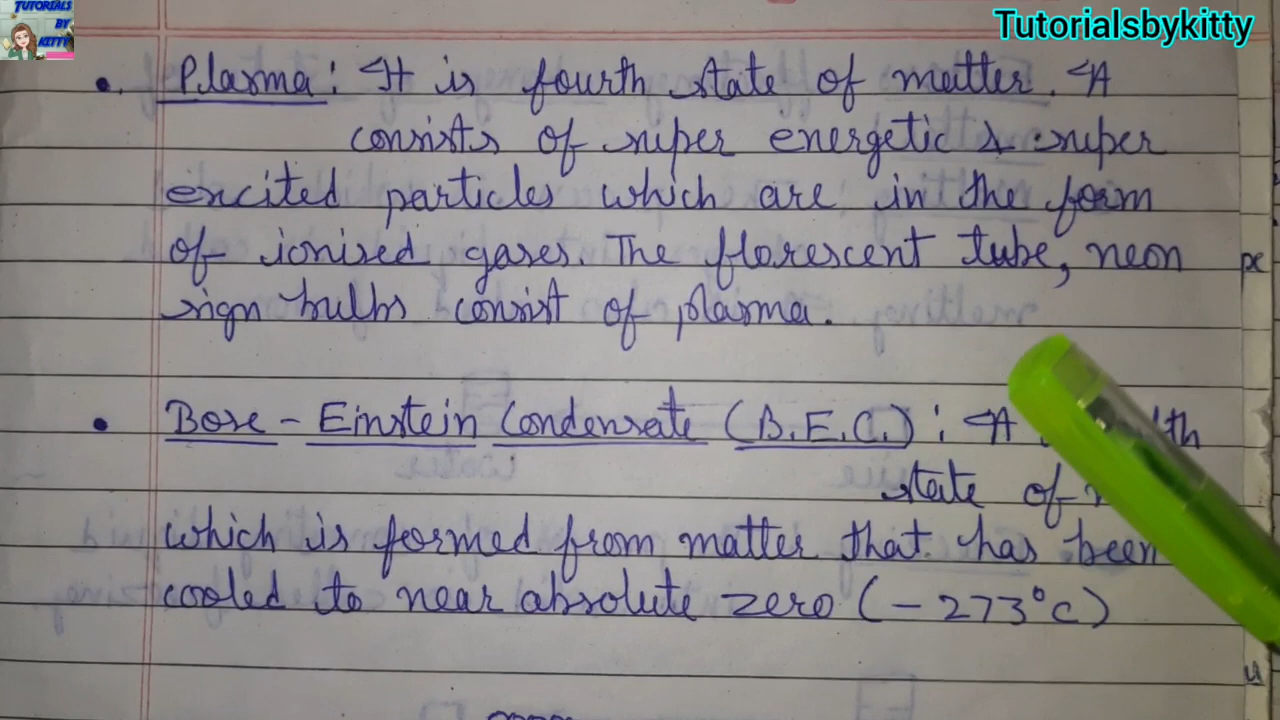 TUTORIALS
BY
KITTY
Tutorialsbykitty
• Plasma : It is fourth state of matter. It
consists of super energetic & super
excited particles which are in the form
of ionised gases. The florescent tube, neon
sign bulbs consist of plasma.
• Bose - Einstein Condensate (B.E.C.) : It
state of
which is formed from matter that has been
cooled to near absolute zero (- 273°C)